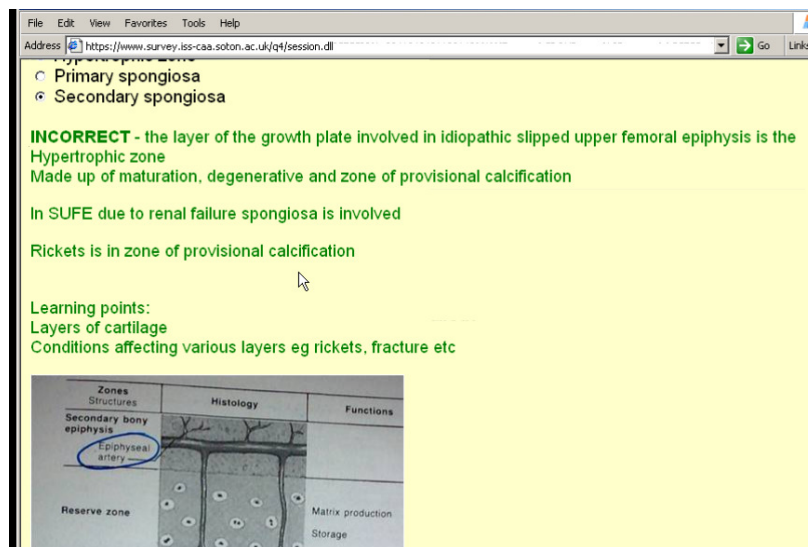 File Edit View Favorites Tools Help
Address https://www.survey.iss-caa.soton.ac.uk/q4/session.dll Go Links
Hypertrophic zone
Primary spongiosa
Secondary spongiosa
INCORRECT - the layer of the growth plate involved in idiopathic slipped upper femoral epiphysis is the
Hypertrophic zone
Made up of maturation, degenerative and zone of provisional calcification
In SUFE due to renal failure spongiosa is involved
Rickets is in zone of provisional calcification
Learning points:
Layers of cartilage
Conditions affecting various layers eg rickets, fracture etc
Zones
Structures
Histology
Functions
Secondary bony
epiphysis
Epiphyseal
artery
Reserve zone
Matrix production
Storage